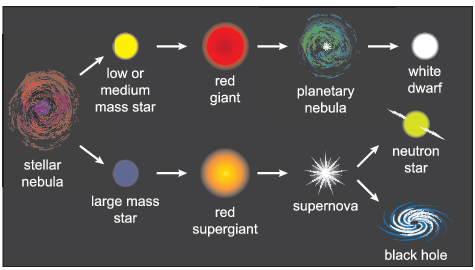 low or
medium
mass star
red
giant
planetary
nebula
white
dwarf
stellar
nebula
large mass
star
red
supergiant
supernova
neutron
star
black hole